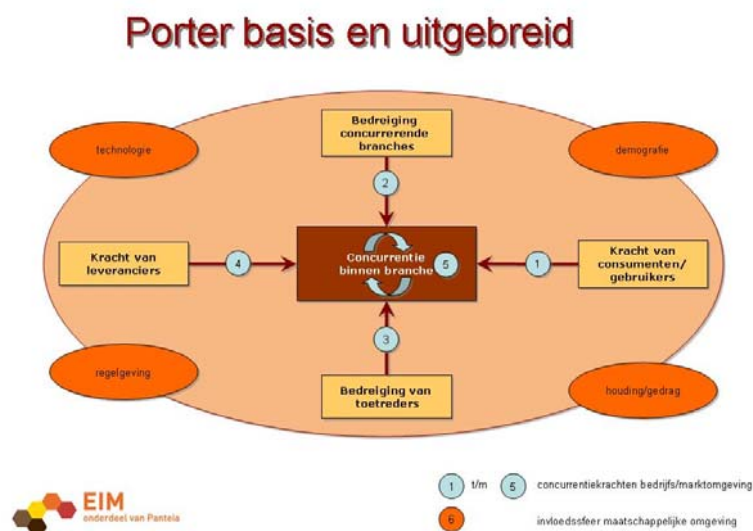 Porter basis en uitgebreid
technologie
Bedreiging
concurrerende
branches
demografie
2
Kracht van
leveranciers
4
Concurrentie
binnen branche
5
1
Kracht van
consumenten/
gebruikers
3
regelgeving
Bedreiging van
toetreders
houding/gedrag
EIM
onderdeel van Panteia
1 t/m 5 concurrentiekrachten bedrijfs/marktomgeving
6 invloedssfeer maatschappelijke omgeving